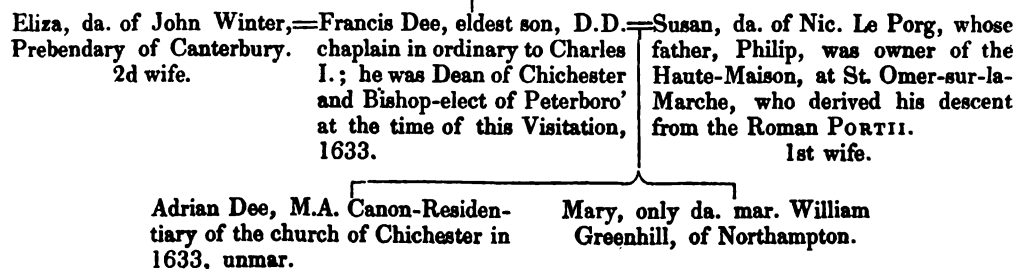 Eliza, da. of John Winter,=
Prebendary of Canterbury.
2d wife.
Francis Dee, eldest son, D.D.=
chaplain in ordinary to Charles
I.; he was Dean of Chichester
and Bishop-elect of Peterboro'
at the time of this Visitation,
1633.
Susan, da. of Nic. Le Porg, whose
father, Philip, was owner of the
Haute-Maison, at St. Omer-sur-la-
Marche, who derived his descent
from the Roman PORTII.
1st wife.
Adrian Dee, M.A. Canon-Residen-
tiary of the church of Chichester in
1633, unmar.
Mary, only da. mar. William
Greenhill, of Northampton.